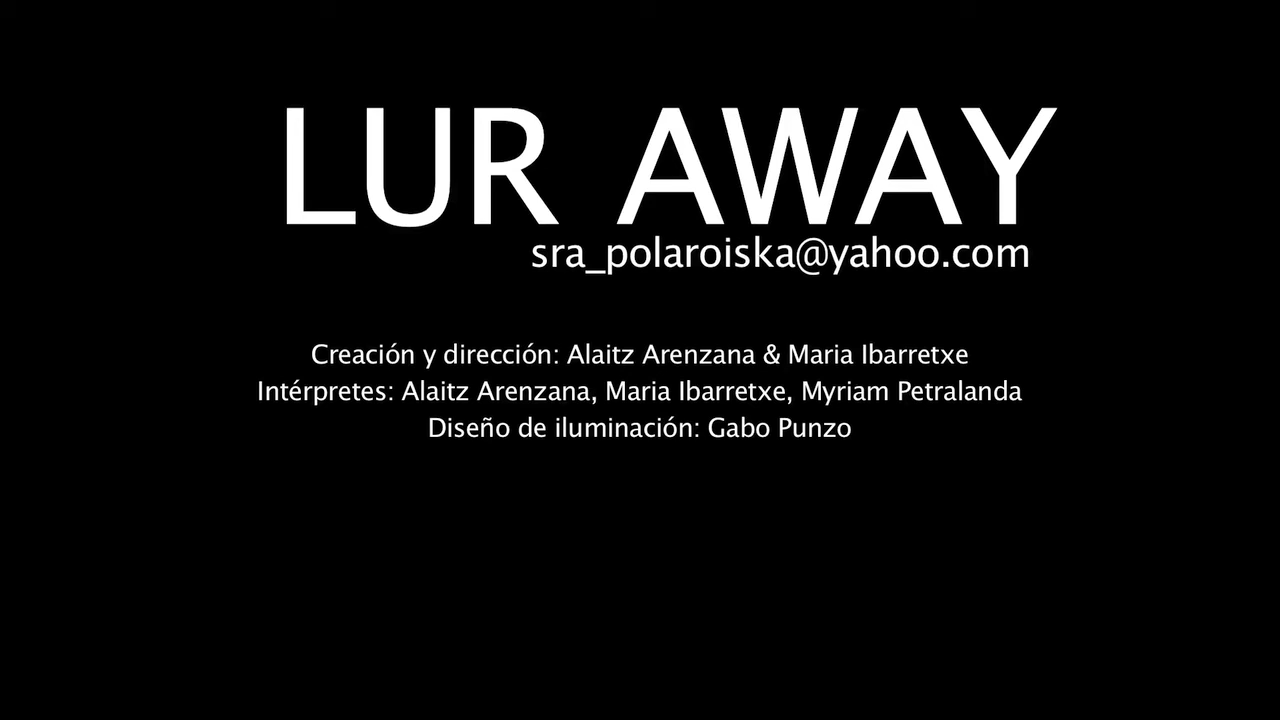 LUR AWAY
sra_polaroiska@yahoo.com
Creación y dirección: Alaitz Arenzana & Maria Ibarretxe
Intérpretes: Alaitz Arenzana, Maria Ibarretxe, Myriam Petralanda
Diseño de iluminación: Gabo Punzo